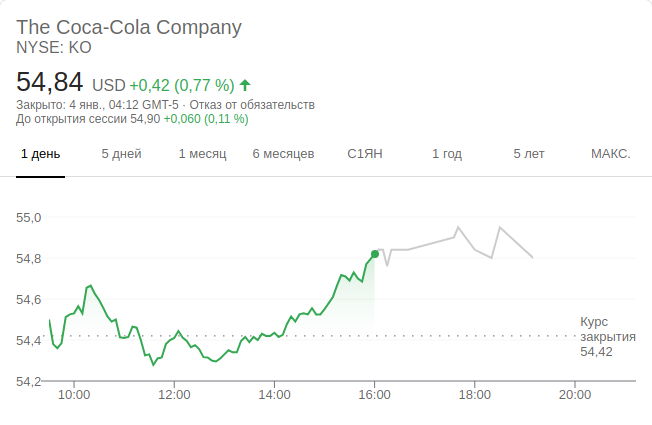 The Coca-Cola Company
NYSE: KO
54,84 USD +0,42 (0,77 %)
Закрыто: 4 янв., 04:12 GMT-5 · Отказ от обязательств
До открытия сессии 54,90 +0,060 (0,11 %)
1 день 5 дней 1 месяц 6 месяцев С1ЯН 1 год 5 лет МАКС.
55,0
54,8
54,6
54,4
54,2
Курс
закрытия
54,42
10:00 12:00 14:00 16:00 18:00 20:00